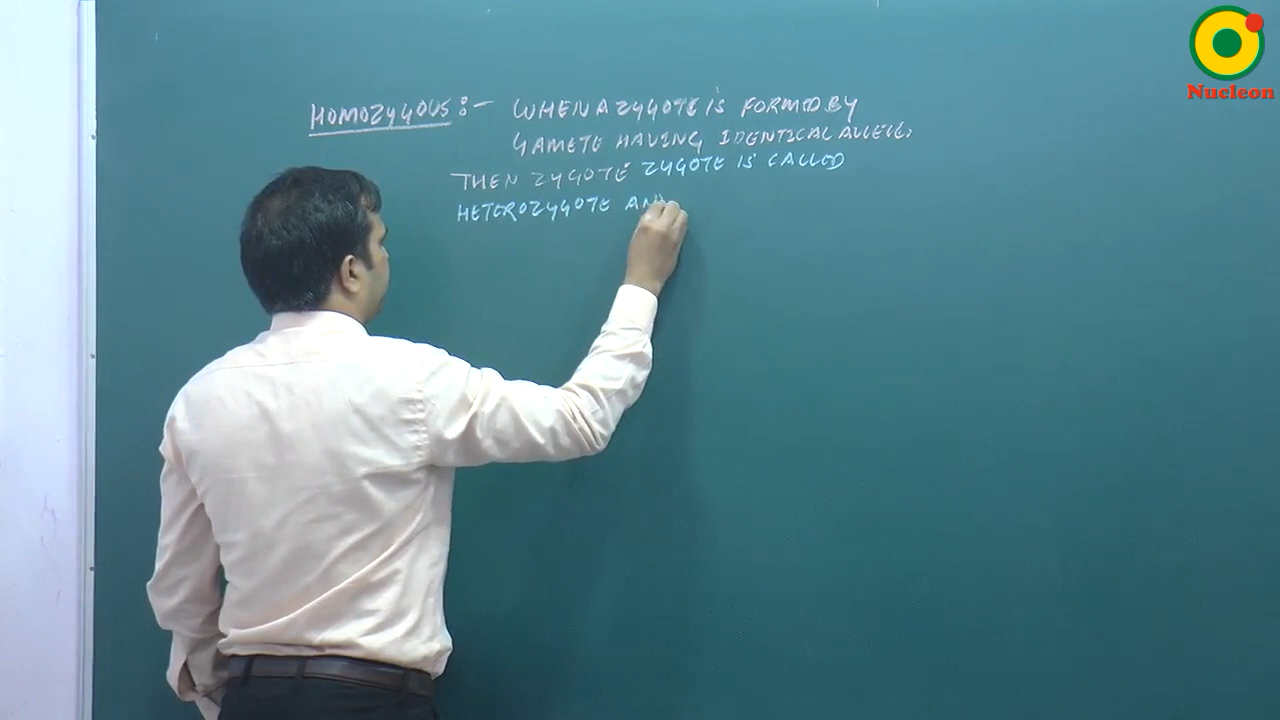 HOMOZYGOUS :- WHEN A ZYGOTE IS FORMED BY
GAMETE HAVING IDENTICAL ALLELE,
THEN ZYGOTE ZYGOTE IS CALLED
HETEROZYGOTE AN
Nucleon